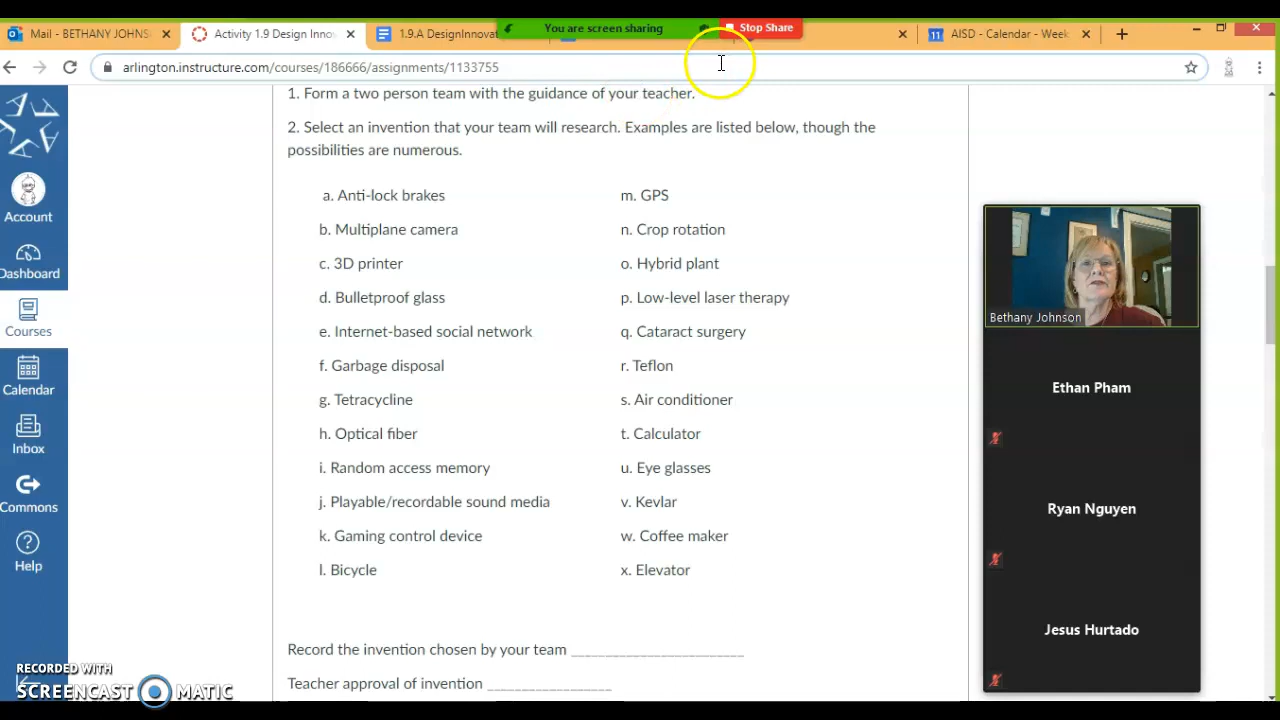 Mail - BETHANY JOHNS
Activity 1.9 Design Inno
1.9.A DesignInnovat
You are screen sharing
Stop Share
AISD - Calendar - Week
arlington.instructure.com/courses/186666/assignments/1133755
1. Form a two person team with the guidance of your teacher.
2. Select an invention that your team will research. Examples are listed below, though the
possibilities are numerous.
a. Anti-lock brakes
b. Multiplane camera
c. 3D printer
d. Bulletproof glass
e. Internet-based social network
f. Garbage disposal
g. Tetracycline
h. Optical fiber
i. Random access memory
j. Playable/recordable sound media
k. Gaming control device
l. Bicycle
m. GPS
n. Crop rotation
o. Hybrid plant
p. Low-level laser therapy
q. Cataract surgery
r. Teflon
s. Air conditioner
t. Calculator
u. Eye glasses
v. Kevlar
w. Coffee maker
x. Elevator
Record the invention chosen by your team
Teacher approval of invention
Account
Dashboard
Courses
Calendar
Inbox
Commons
Help
Bethany Johnson
Ethan Pham
Ryan Nguyen
Jesus Hurtado
RECORDED WITH
SCREENCAST MATIC